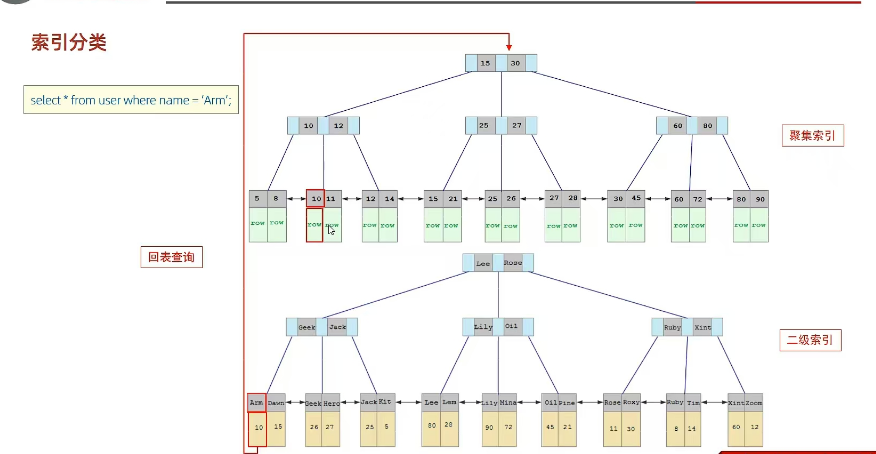 索引分类
select * from user where name = 'Arm';
15 30
10 12
25 27
60 80
聚集索引
5 8 10 11 12 14 15 21 25 26 27 28 30 45 60 72 80 90
row row row row row row row row row row row row row row row row row row
回表查询
Lee Rose
Geek Jack
Lily Oil
Ruby Xint
二级索引
Arm Dawn Geek Hero Jack Kit Lee Lem Lily Mina Oil Pine Rose Roxy Ruby Tim Xint Zoom
10 15 26 27 25 5 80 28 90 72 45 21 11 30 8 14 60 12